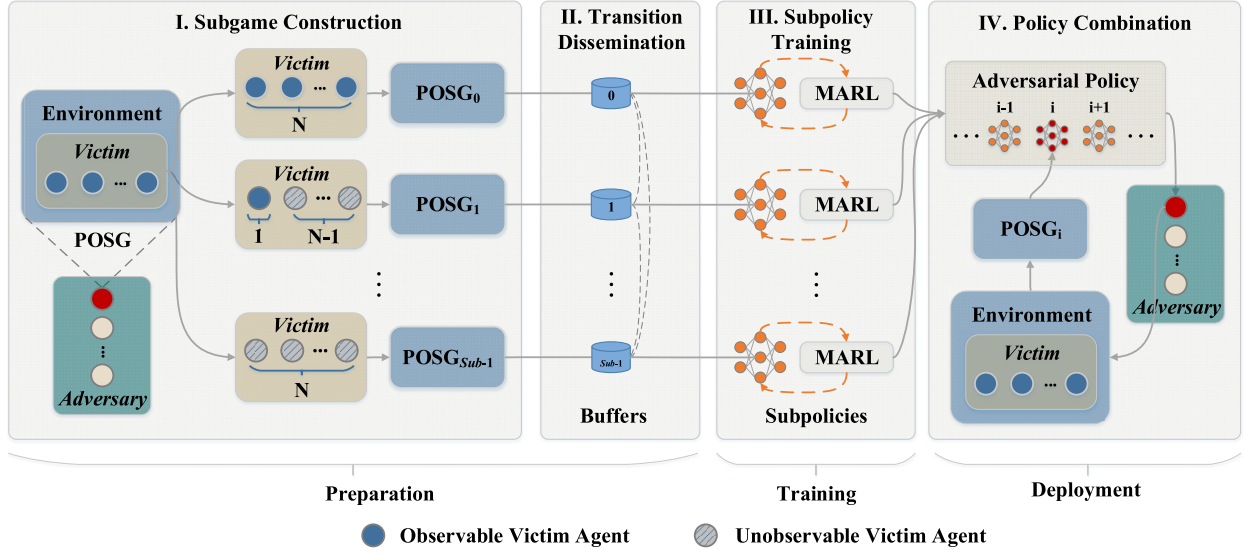 I. Subgame Construction
Environment
Victim
...
POSG
...
Adversary
Victim
...
N
POSG0
Victim
...
1
N-1
POSG1
...
Victim
...
N
POSGSub-1
II. Transition
Dissemination
0
1
...
Sub-1
Buffers
III. Subpolicy
Training
MARL
MARL
...
MARL
Subpolicies
IV. Policy Combination
Adversarial Policy
i-1
i
i+1
...
...
POSGi
Environment
Victim
...
...
Adversary
Preparation
Training
Deployment
Observable Victim Agent
Unobservable Victim Agent